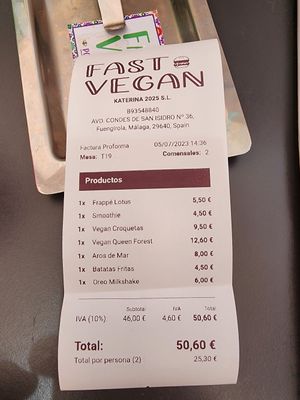 FAST
VEGAN
KATERINA 2025 S.L.
B93548840
AVD. CONDES DE SAN ISIDRO Nº 36,
Fuengirola, Málaga, 29640, Spain
Factura Proforma 05/07/2023 14:36
Mesa: T19 Comensales: 2
Productos
1x Frappé Lotus 5,50 €
1x Smoothie 4,50 €
1x Vegan Croquetas 9,50 €
1x Vegan Queen Forest 12,60 €
1x Aros de Mar 8,00 €
1x Batatas Fritas 4,50 €
1x Oreo Milkshake 6,00 €
Subtotal IVA Total
IVA (10%): 46,00 € 4,60 € 50,60 €
Total: 50,60 €
Total por persona (2) 25,30 €